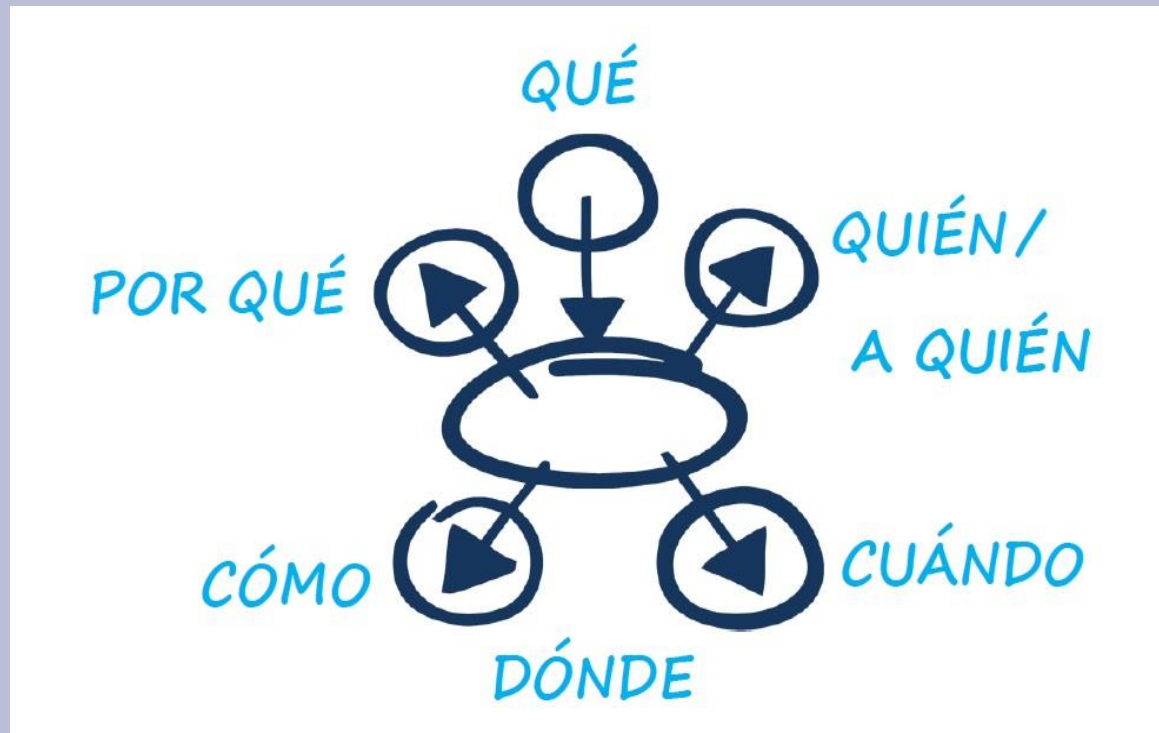 QUÉ
QUIÉN/
A QUIÉN
POR QUÉ
CÓMO
CUÁNDO
DÓNDE